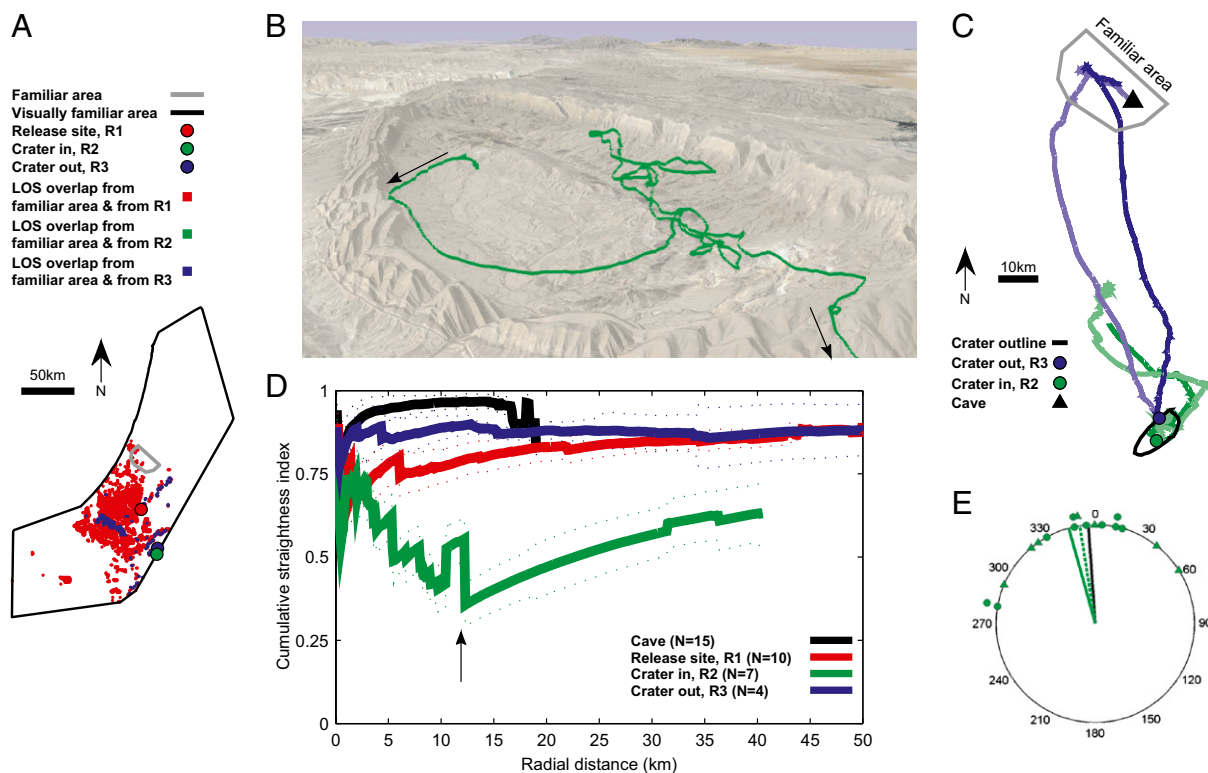 A
Familiar area
Visually familiar area
Release site, R1
Crater in, R2
Crater out, R3
LOS overlap from
familiar area & from R1
LOS overlap from
familiar area & from R2
LOS overlap from
familiar area & from R3
50km
N
B
C
Familiar area
10km
N
Crater outline
Crater out, R3
Crater in, R2
Cave
D
Cumulative straightness index
1
0.75
0.5
0.25
0
0 5 10 15 20 25 30 35 40 45 50
Radial distance (km)
Cave (N=15)
Release site, R1 (N=10)
Crater in, R2 (N=7)
Crater out, R3 (N=4)
E
0
30
60
90
120
150
180
210
240
270
300
330